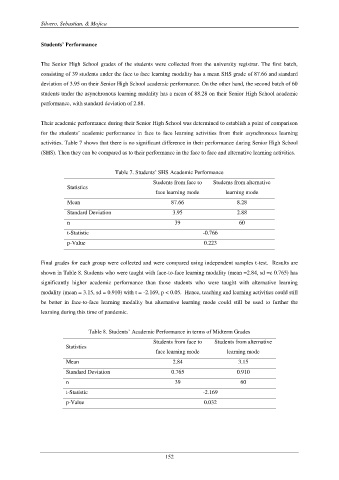 Silvero, Sebastian, & Mojica
Students' Performance
The Senior High School grades of the students were collected from the university registrar. The first batch,
consisting of 39 students under the face to face learning modality has a mean SHS grade of 87.66 and standard
deviation of 3.95 on their Senior High School academic performance. On the other hand, the second batch of 60
students under the asynchronous learning modality has a mean of 88.28 on their Senior High School academic
performance, with standard deviation of 2.88.
Their academic performance during their Senior High School was determined to establish a point of comparison
for the students' academic performance in face to face learning activities from their asynchronous learning
activities. Table 7 shows that there is no significant difference in their performance during Senior High School
(SHS). Then they can be compared as to their performance in the face to face and alternative learning activities.
Table 7. Students' SHS Academic Performance
Statistics
Students from face to face learning mode
Students from alternative learning mode
Mean 87.66 8.28
Standard Deviation 3.95 2.88
n 39 60
t-Statistic -0.766
p-Value 0.223
Final grades for each group were collected and were computed using independent samples t-test. Results are
shown in Table 8. Students who were taught with face-to-face learning modality (mean =2.84, sd =c 0.765) has
significantly higher academic performance than those students who were taught with alternative learning
modality (mean = 3.15, sd = 0.910) with t = -2.169, p < 0.05. Hence, teaching and learning activities could still
be better in face-to-face learning modality but alternative learning mode could still be used to further the
learning during this time of pandemic.
Table 8. Students' Academic Performance in terms of Midterm Grades
Statistics
Students from face to face learning mode
Students from alternative learning mode
Mean 2.84 3.15
Standard Deviation 0.765 0.910
n 39 60
t-Statistic -2.169
p-Value 0.032
152